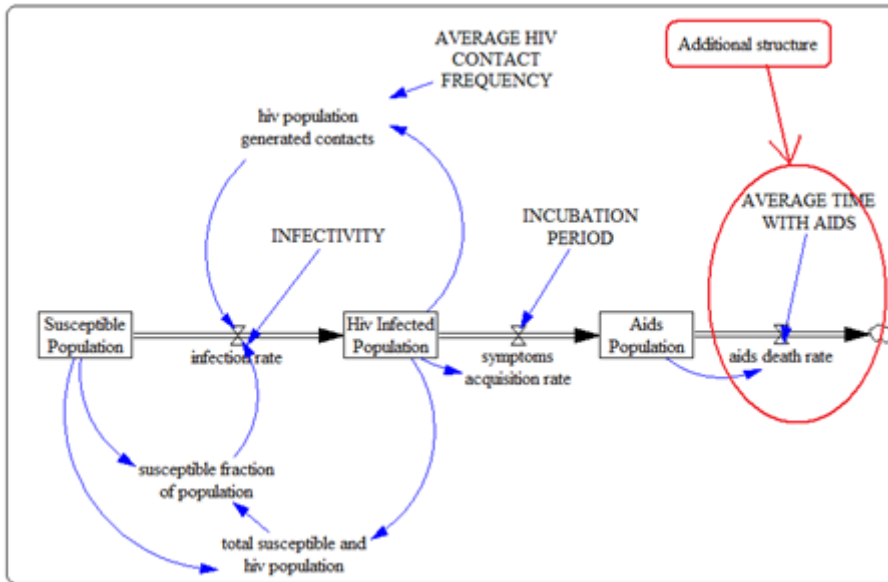 AVERAGE HIV
CONTACT
FREQUENCY
Additional structure
hiv population
generated contacts
AVERAGE TIME
WITH AIDS
INCUBATION
PERIOD
INFECTIVITY
Susceptible
Population
infection rate
Hiv Infected
Population
symptoms
acquisition rate
Aids
Population
aids death rate
susceptible fraction
of population
total susceptible and
hiv population